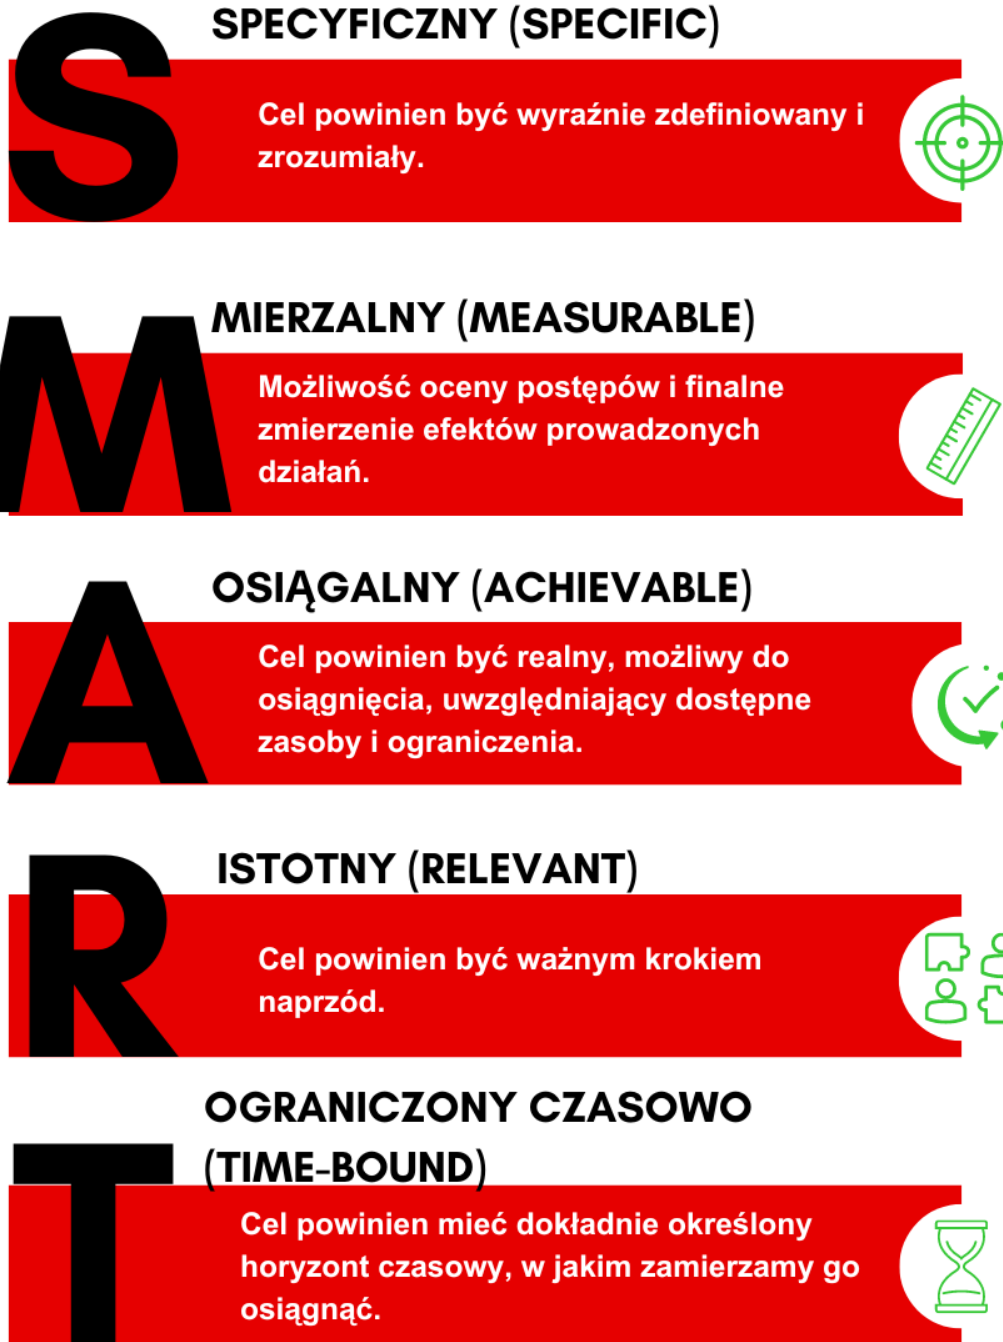 S
SPECYFICZNY (SPECIFIC)
Cel powinien być wyraźnie zdefiniowany i
zrozumiały.
M
MIERZALNY (MEASURABLE)
Możliwość oceny postępów i finalne
zmierzenie efektów prowadzonych
działań.
A
OSIĄGALNY (ACHIEVABLE)
Cel powinien być realny, możliwy do
osiągnięcia, uwzględniający dostępne
zasoby i ograniczenia.
R
ISTOTNY (RELEVANT)
Cel powinien być ważnym krokiem
naprzód.
T
OGRANICZONY CZASOWO
(TIME-BOUND)
Cel powinien mieć dokładnie określony
horyzont czasowy, w jakim zamierzamy go
osiągnąć.